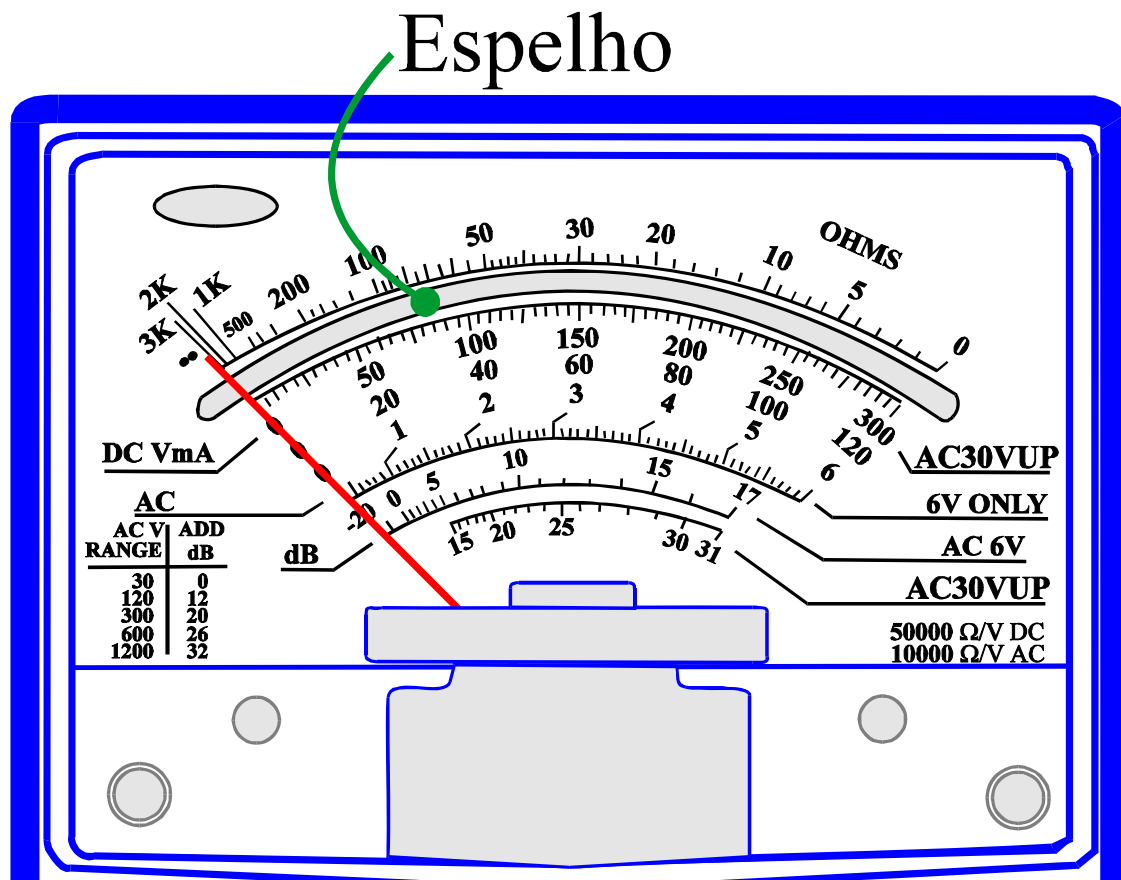 Espelho
OHMS
3K 2K 1K 500 200 100 50 30 20 10 5 0
∞
50 100 150 200 250 300
20 40 60 80 100 120
1 2 3 4 5 6
0 0 0
-20 0 5 10 15 17
15 20 25 30 31
DC VmA
AC
dB
AC30VUP
6V ONLY
AC 6V
AC30VUP
AC V ADD
RANGE dB
30 0
120 12
300 20
600 26
1200 32
50000 Ω/V DC
10000 Ω/V AC